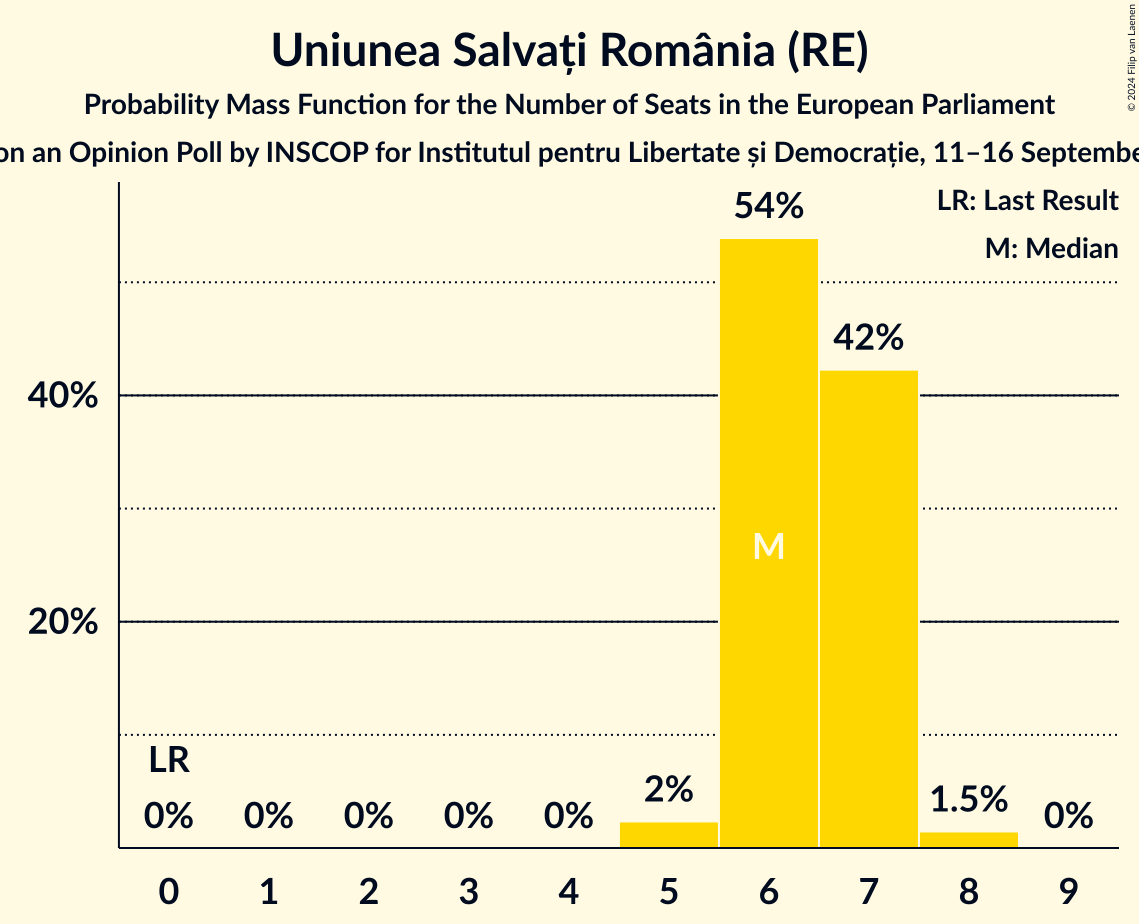 Uniunea Salvați România (RE)
Probability Mass Function for the Number of Seats in the European Parliament
on an Opinion Poll by INSCOP for Institutul pentru Libertate și Democrație, 11–16
© 2024 Filip van Laenen
LR: Last Result
M: Median
54%
42%
40%
M
20%
LR
0% 0% 0% 0% 0% 2% 1.5% 0%
0 1 2 3 4 5 6 7 8 9